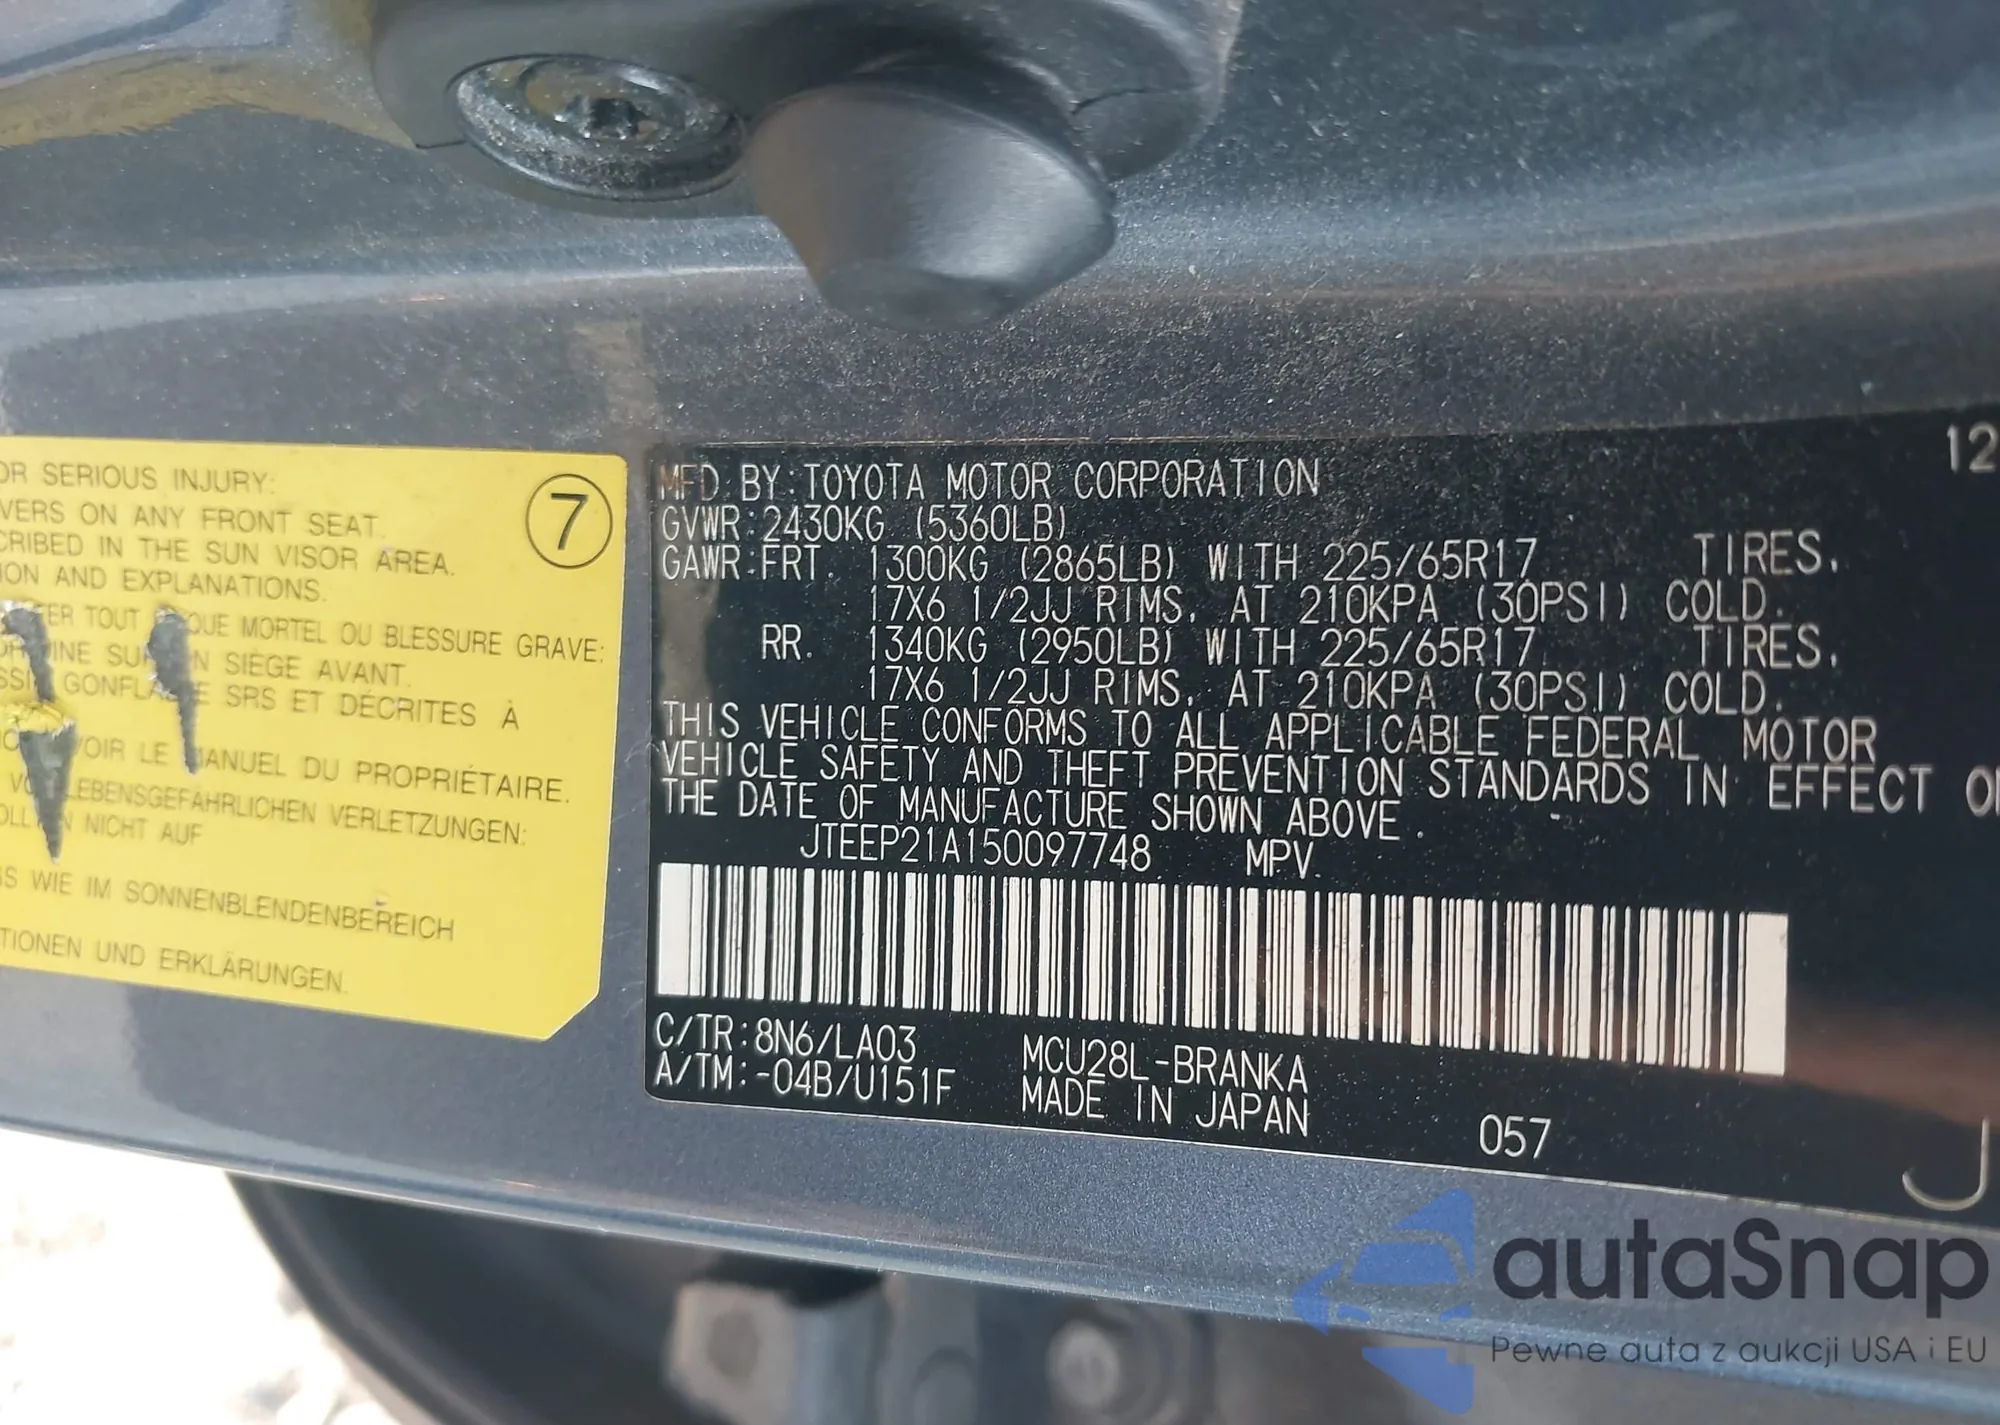 OR SERIOUS INJURY:
VERS ON ANY FRONT SEAT.
CRIBED IN THE SUN VISOR AREA.
ION AND EXPLANATIONS.
TOUT QUE MORTEL OU BLESSURE GRAVE:
SIÈGE AVANT.
SRS ET DÉCRITES À
VOIR LE MANUEL DU PROPRIÉTAIRE.
LEBENSGEFÄHRLICHEN VERLETZUNGEN:
NICHT AUF
GS WIE IM SONNENBLENDENBEREICH
TIONEN UND ERKLÄRUNGEN.
7
12
MFD BY:TOYOTA MOTOR CORPORATION
GVWR:2430KG (5360LB)
GAWR:FRT. 1300KG (2865LB) WITH 225/65R17 TIRES,
17X6 1/2JJ RIMS, AT 210KPA (30PSI) COLD.
RR. 1340KG (2950LB) WITH 225/65R17 TIRES,
17X6 1/2JJ RIMS, AT 210KPA (30PSI) COLD.
THIS VEHICLE CONFORMS TO ALL APPLICABLE FEDERAL MOTOR
VEHICLE SAFETY AND THEFT PREVENTION STANDARDS IN EFFECT ON
THE DATE OF MANUFACTURE SHOWN ABOVE.
JTEEP21A150097748 MPV
C/TR:8N6/LA03 MCU28L-BRANKA
A/TM:-04B/U151F MADE IN JAPAN
057
J
autaSnap
Pewne auta z aukcji USA i EU